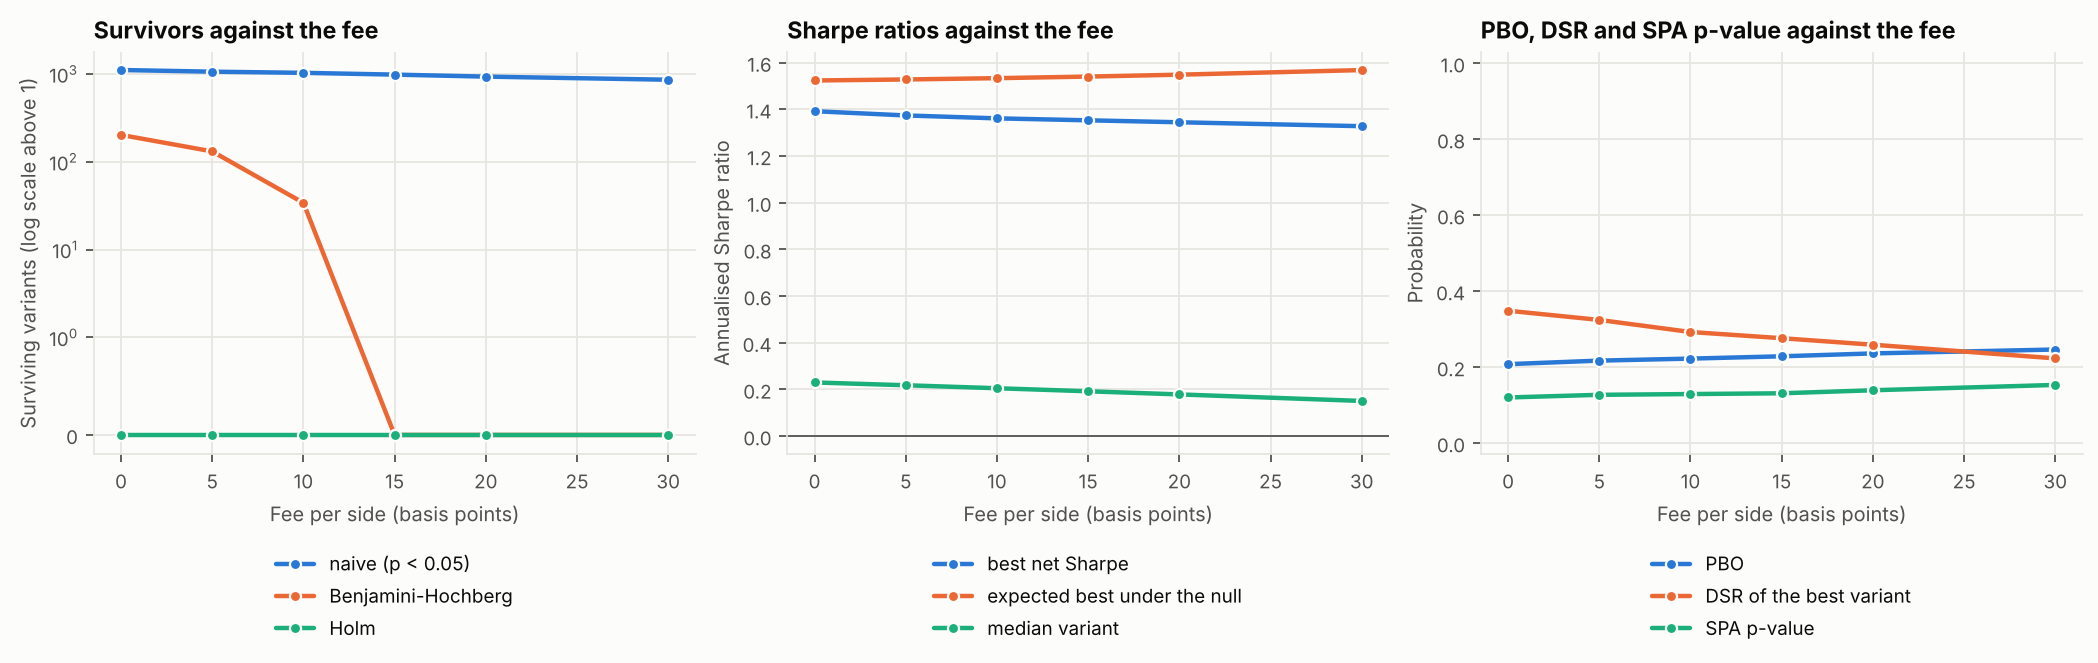 Survivors against the fee
Surviving variants (log scale above 1)
10³
10²
10¹
10⁰
0
0 5 10 15 20 25 30
Fee per side (basis points)
naive (p < 0.05)
Benjamini-Hochberg
Holm
Sharpe ratios against the fee
Annualised Sharpe ratio
1.6
1.4
1.2
1.0
0.8
0.6
0.4
0.2
0.0
0 5 10 15 20 25 30
Fee per side (basis points)
best net Sharpe
expected best under the null
median variant
PBO, DSR and SPA p-value against the fee
Probability
1.0
0.8
0.6
0.4
0.2
0.0
0 5 10 15 20 25 30
Fee per side (basis points)
PBO
DSR of the best variant
SPA p-value